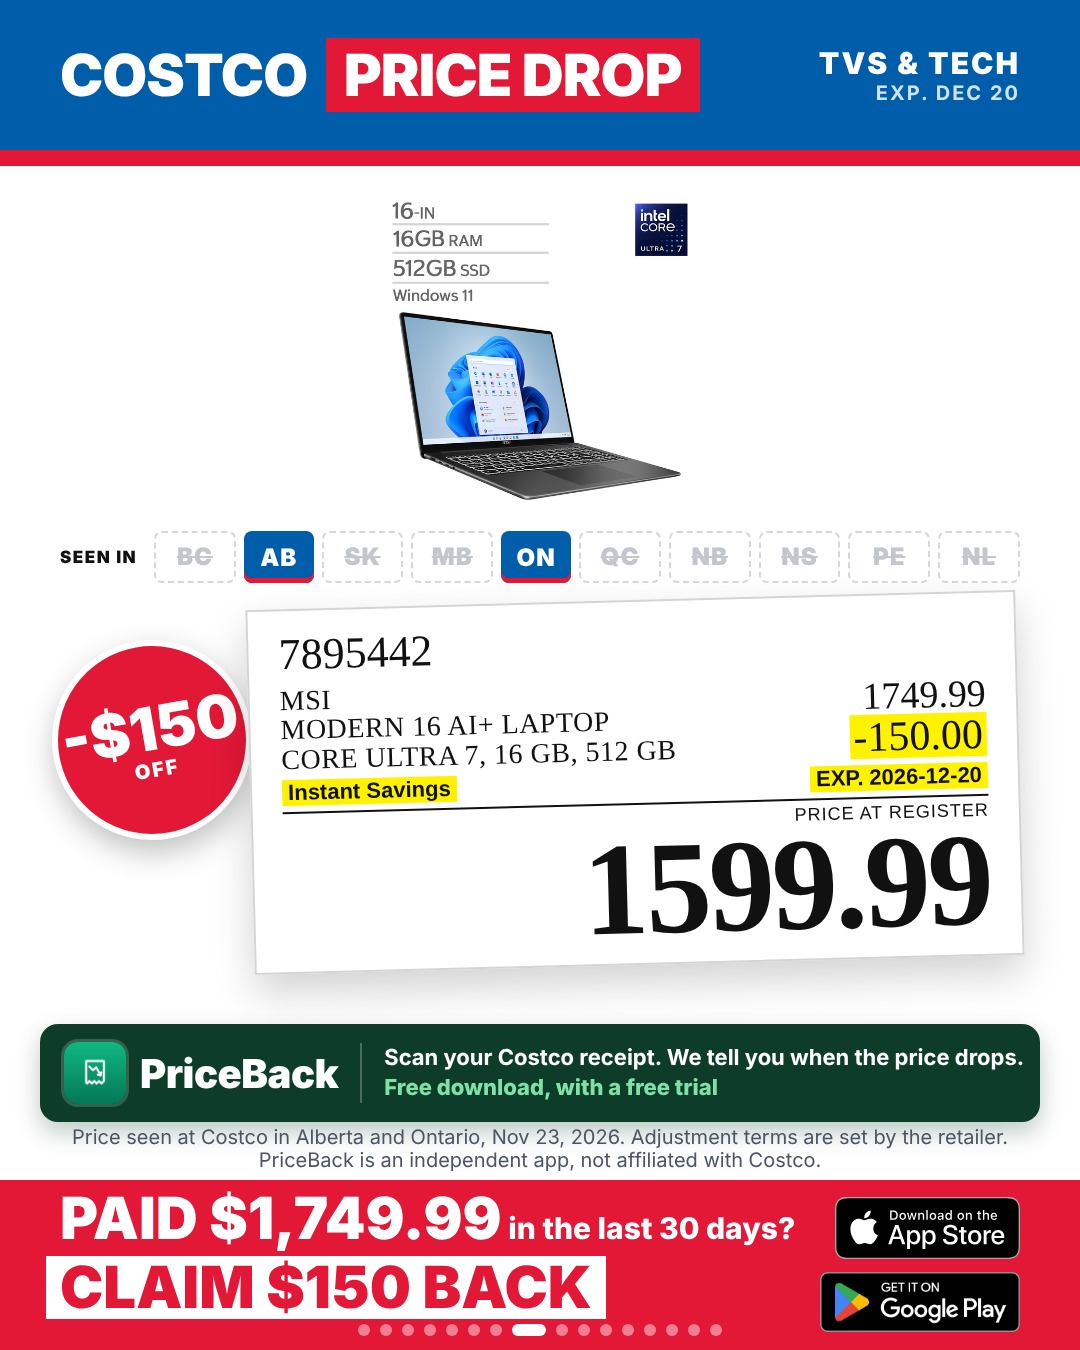 COSTCO PRICE DROP
TVS & TECH
EXP. DEC 20
16-IN
16GB RAM
512GB SSD
Windows 11
intel
CORE
ULTRA 7
SEEN IN BC AB SK MB ON QC NB NS PE NL
-$150
OFF
7895442
MSI
MODERN 16 AI+ LAPTOP
CORE ULTRA 7, 16 GB, 512 GB
Instant Savings
1749.99
-150.00
EXP. 2026-12-20
PRICE AT REGISTER
1599.99
PriceBack
Scan your Costco receipt. We tell you when the price drops.
Free download, with a free trial
Price seen at Costco in Alberta and Ontario, Nov 23, 2026. Adjustment terms are set by the retailer.
PriceBack is an independent app, not affiliated with Costco.
PAID $1,749.99 in the last 30 days?
CLAIM $150 BACK
Download on the
App Store
GET IT ON
Google Play